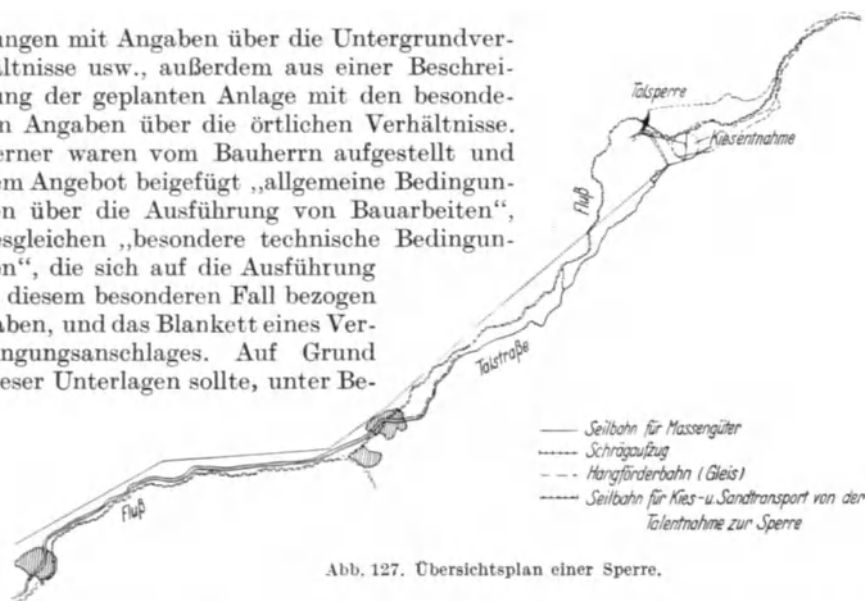 ungen mit Angaben über die Untergrundver-
ältnisse usw., außerdem aus einer Beschrei-
ung der geplanten Anlage mit den besonde-
n Angaben über die örtlichen Verhältnisse.
erner waren vom Bauherrn aufgestellt und
em Angebot beigefügt „allgemeine Bedingun-
en über die Ausführung von Bauarbeiten“,
esgleichen „besondere technische Bedingun-
en“, die sich auf die Ausführung
diesem besonderen Fall bezogen
aben, und das Blankett eines Ver-
ingungsanschlages. Auf Grund
ieser Unterlagen sollte, unter Be-
Talsperre
Kiesentnahme
Fluß
Talstraße
Fluß
Seilbahn für Massengüter
Schrägaufzug
Hangförderbahn (Gleis)
Seilbahn für Kies-u. Sandtransport von der
Talentnahme zur Sperre
Abb. 127. Übersichtsplan einer Sperre.